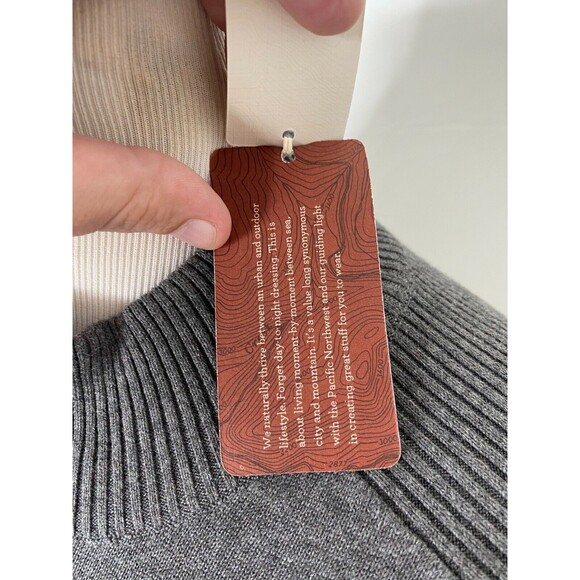 We naturally thrive between an urban and outdoor
lifestyle. Forget day-to-night dressing. This is
about living moment-by-moment between sea,
city and mountain. It's a value long synonymous
with the Pacific Northwest and our guiding light
in creating great stuff for you to wear.
3000